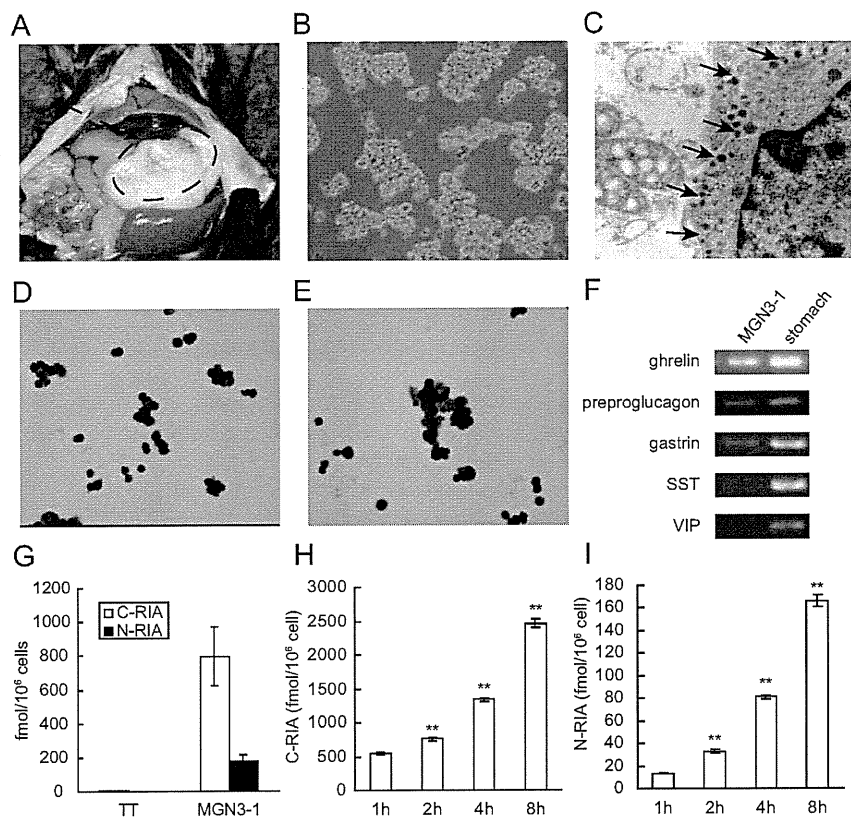 A
B
C
D
E
F
MGN3-1
stomach
ghrelin
preproglucagon
gastrin
SST
VIP
G
1200
1000
800
600
400
200
0
fmol/10⁶ cells
C-RIA
N-RIA
TT
MGN3-1
H
3000
2500
2000
1500
1000
500
0
C-RIA (fmol/10⁶ cell)
**
**
**
1h
2h
4h
8h
I
180
160
140
120
100
80
60
40
20
0
N-RIA (fmol/10⁶ cell)
**
**
**
1h
2h
4h
8h